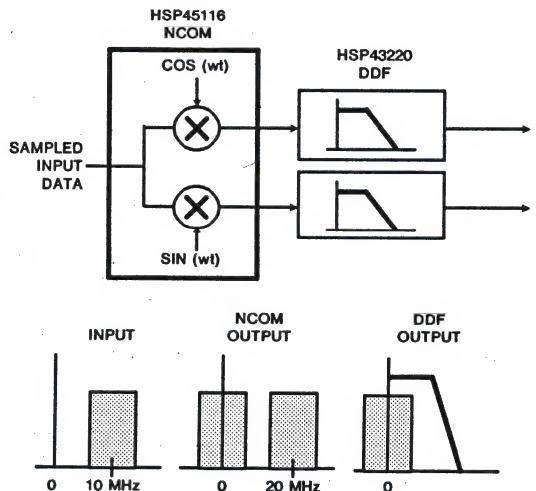 HSP45116
NCOM
COS (wt)
HSP43220
DDF
SAMPLED
INPUT
DATA
SIN (wt)
INPUT
NCOM
OUTPUT
DDF
OUTPUT
0
10 MHz
0
20 MHz
0